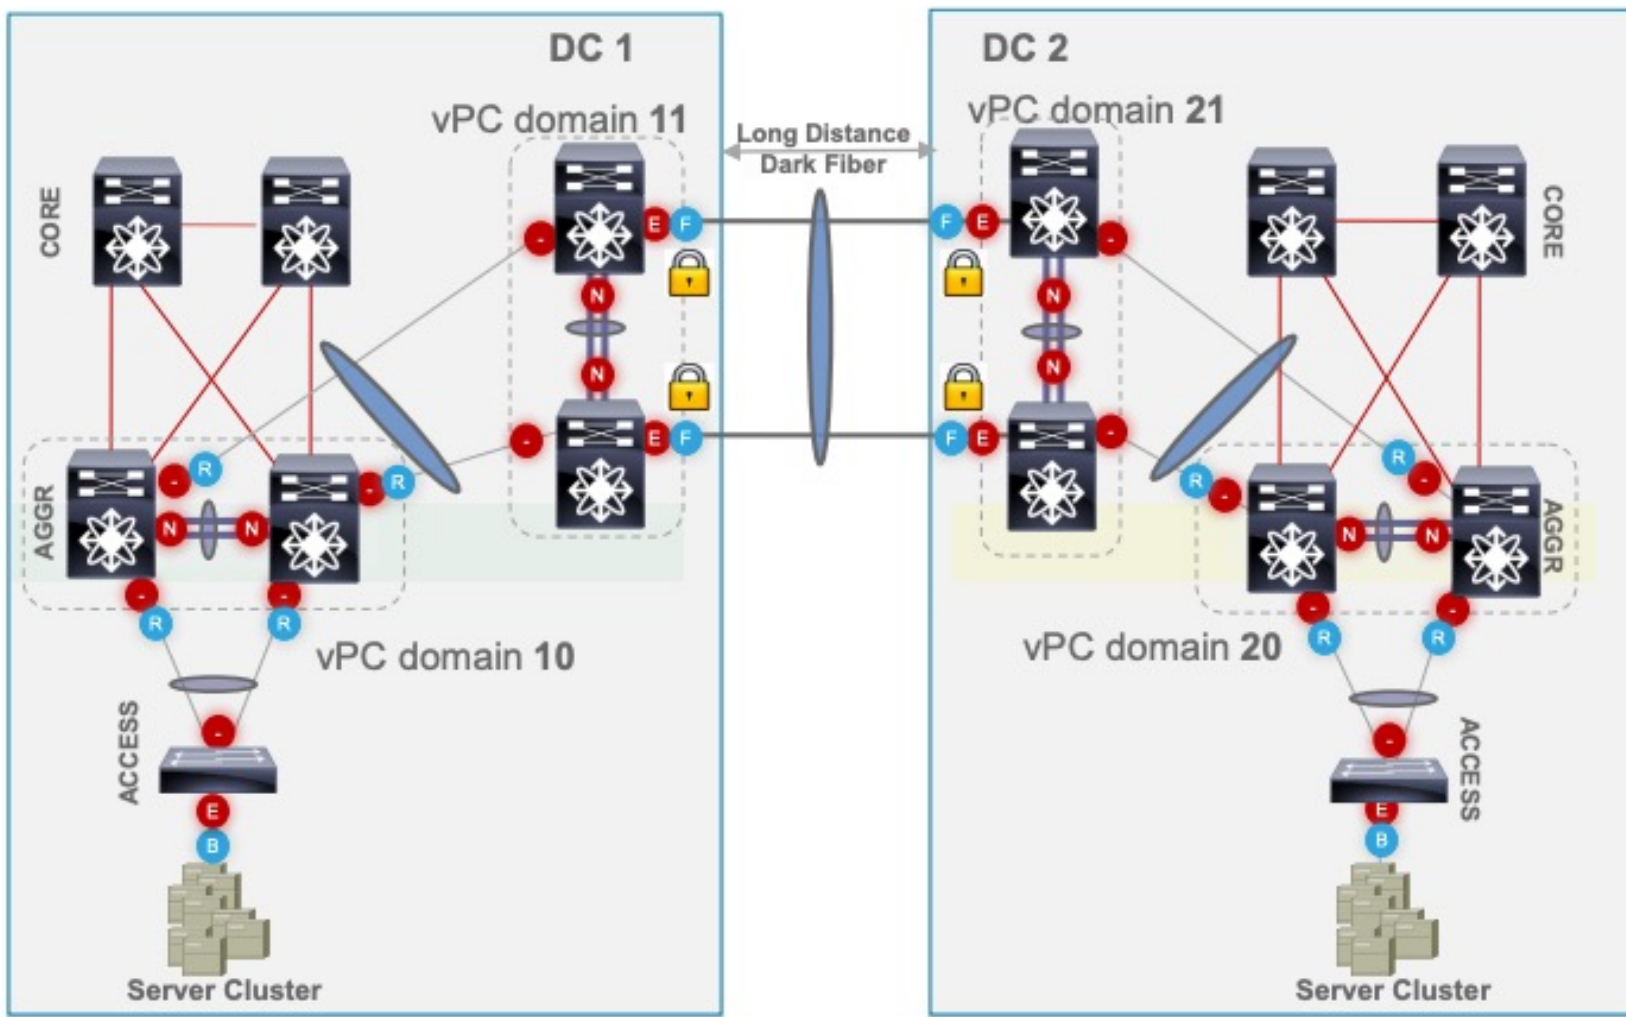 DC 1
DC 2
vPC domain 11
vPC domain 21
Long Distance
Dark Fiber
CORE
CORE
- E F
F E -
N
N
N
N
- E F
F E -
- R
- R
R -
R -
AGGR
N N
N N
AGGR
- -
- -
R R
R R
vPC domain 10
vPC domain 20
ACCESS
-
-
ACCESS
E
E
B
B
Server Cluster
Server Cluster